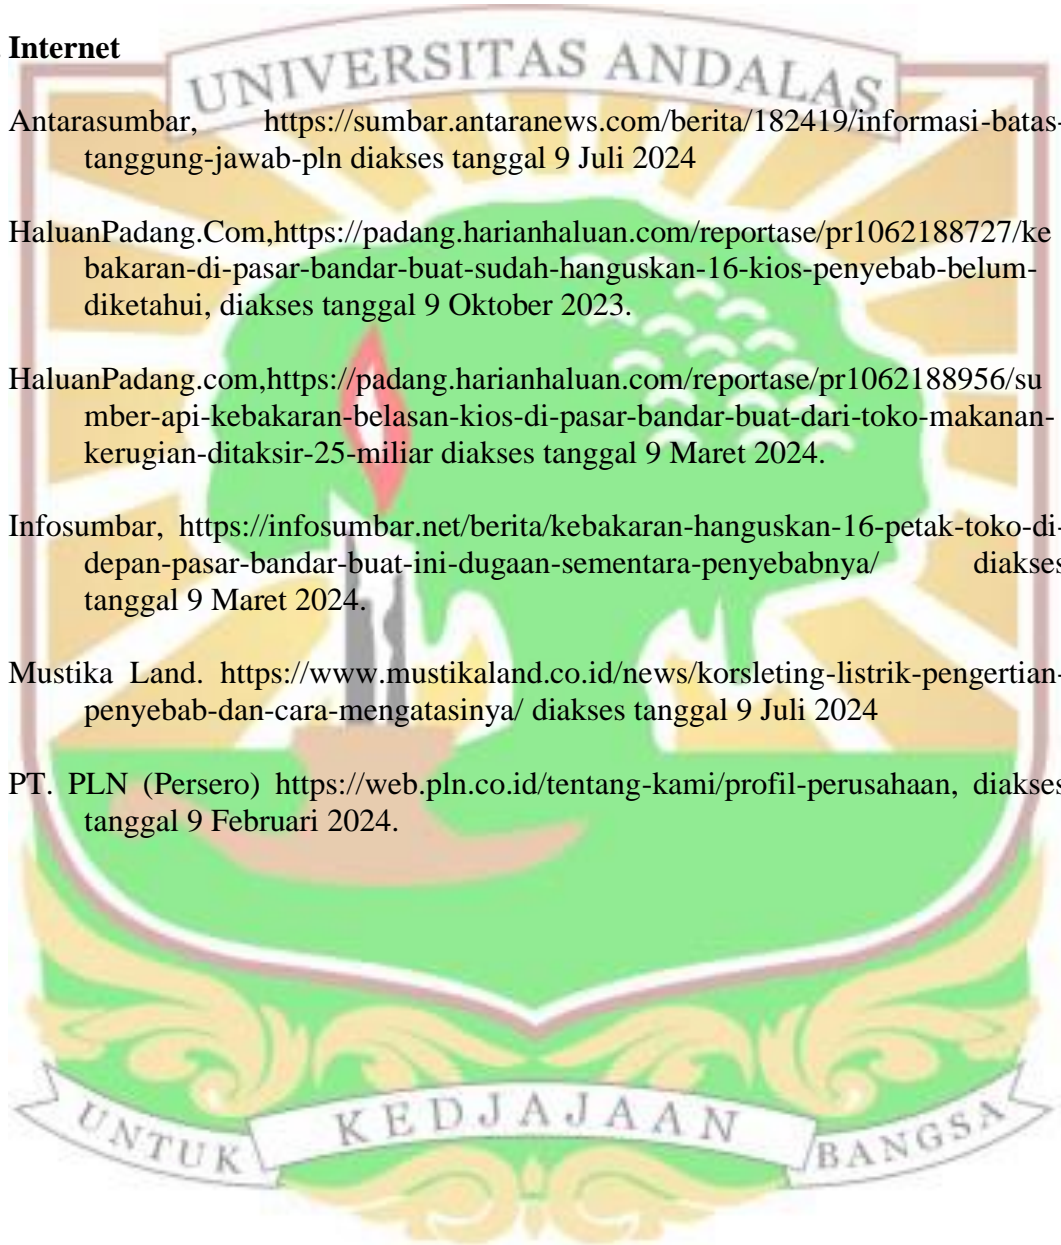 . Internet
UNIVERSITAS ANDALAS
Antarasumbar, https://sumbar.antaranews.com/berita/182419/informasi-batas-
tanggung-jawab-pln diakses tanggal 9 Juli 2024
HaluanPadang.Com,https://padang.harianhaluan.com/reportase/pr1062188727/ke
bakaran-di-pasar-bandar-buat-sudah-hanguskan-16-kios-penyebab-belum-
diketahui, diakses tanggal 9 Oktober 2023.
HaluanPadang.com,https://padang.harianhaluan.com/reportase/pr1062188956/su
mber-api-kebakaran-belasan-kios-di-pasar-bandar-buat-dari-toko-makanan-
kerugian-ditaksir-25-miliar diakses tanggal 9 Maret 2024.
Infosumbar, https://infosumbar.net/berita/kebakaran-hanguskan-16-petak-toko-di-
depan-pasar-bandar-buat-ini-dugaan-sementara-penyebabnya/ diakses
tanggal 9 Maret 2024.
Mustika Land. https://www.mustikaland.co.id/news/korsleting-listrik-pengertian-
penyebab-dan-cara-mengatasinya/ diakses tanggal 9 Juli 2024
PT. PLN (Persero) https://web.pln.co.id/tentang-kami/profil-perusahaan, diakses
tanggal 9 Februari 2024.
UNTUK KEDJAJAAN BANGSA